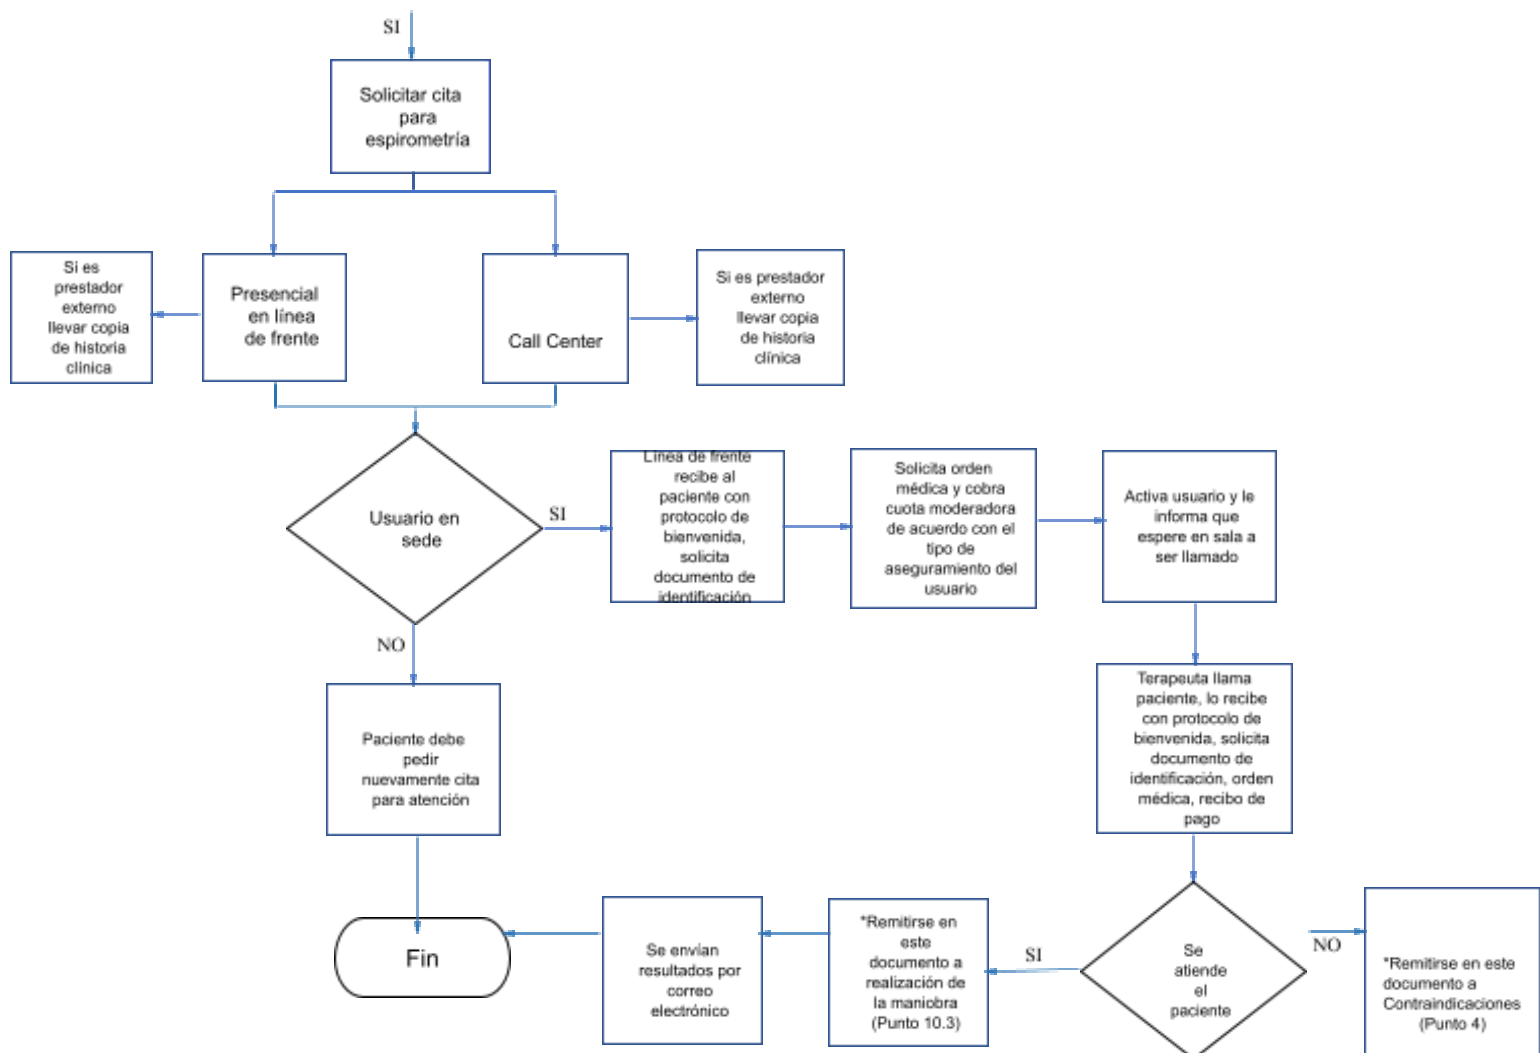 SI
Solicitar cita
para
espirometría
Si es
prestador
externo
llevar copia
de historia
clínica
Presencial
en línea
de frente
Call Center
Si es prestador
externo
llevar copia
de historia
clínica
Usuario en
sede
SI
Línea de frente
recibe al
paciente con
protocolo de
bienvenida,
solicita
documento de
identificación
Solicita orden
médica y cobra
cuota moderadora
de acuerdo con el
tipo de
aseguramiento del
usuario
Activa usuario y le
informa que
espere en sala a
ser llamado
NO
Paciente debe
pedir
nuevamente cita
para atención
Terapeuta llama
paciente, lo recibe
con protocolo de
bienvenida, solicita
documento de
identificación, orden
médica, recibo de
pago
Fin
Se envían
resultados por
correo
electrónico
*Remitirse en
este
documento a
realización de
la maniobra
(Punto 10.3)
SI
Se
atiende
el
paciente
NO
*Remitirse en este
documento a
Contraindicaciones
(Punto 4)